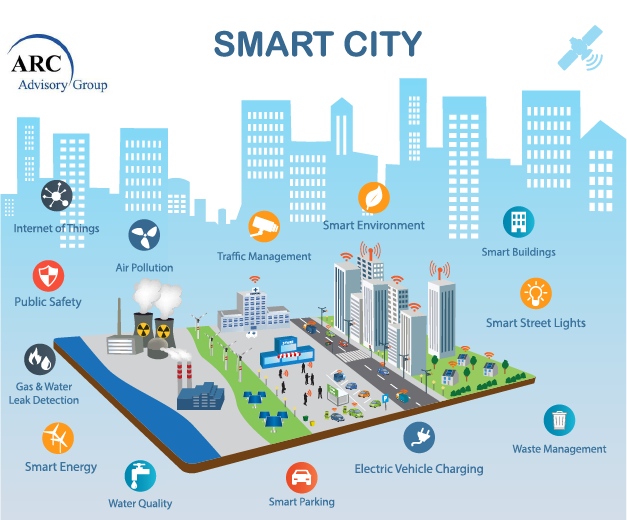 SMART CITY
ARC
Advisory Group
Internet of Things
Air Pollution
Traffic Management
Smart Environment
Smart Buildings
Public Safety
Smart Street Lights
Gas & Water
Leak Detection
Smart Energy
Water Quality
Smart Parking
Electric Vehicle Charging
Waste Management